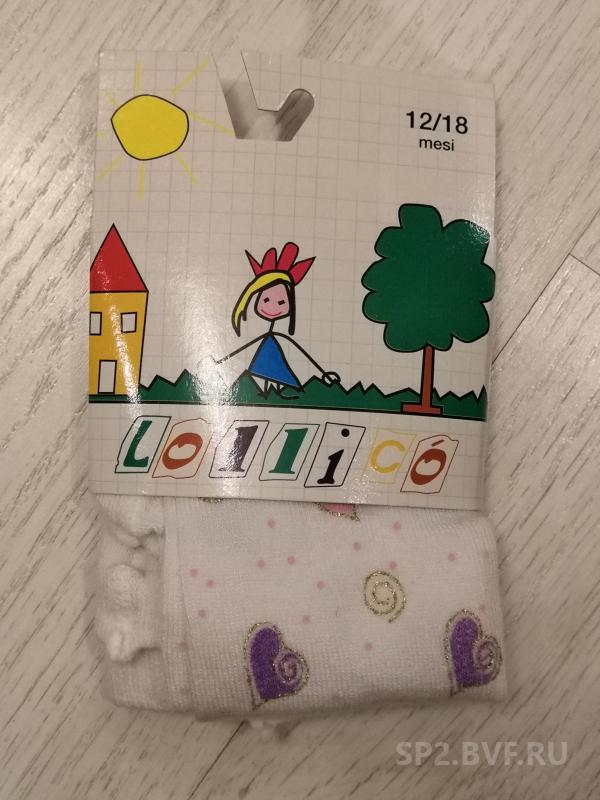 12/18
mesi
Lollicó
SP2.BVF.RU